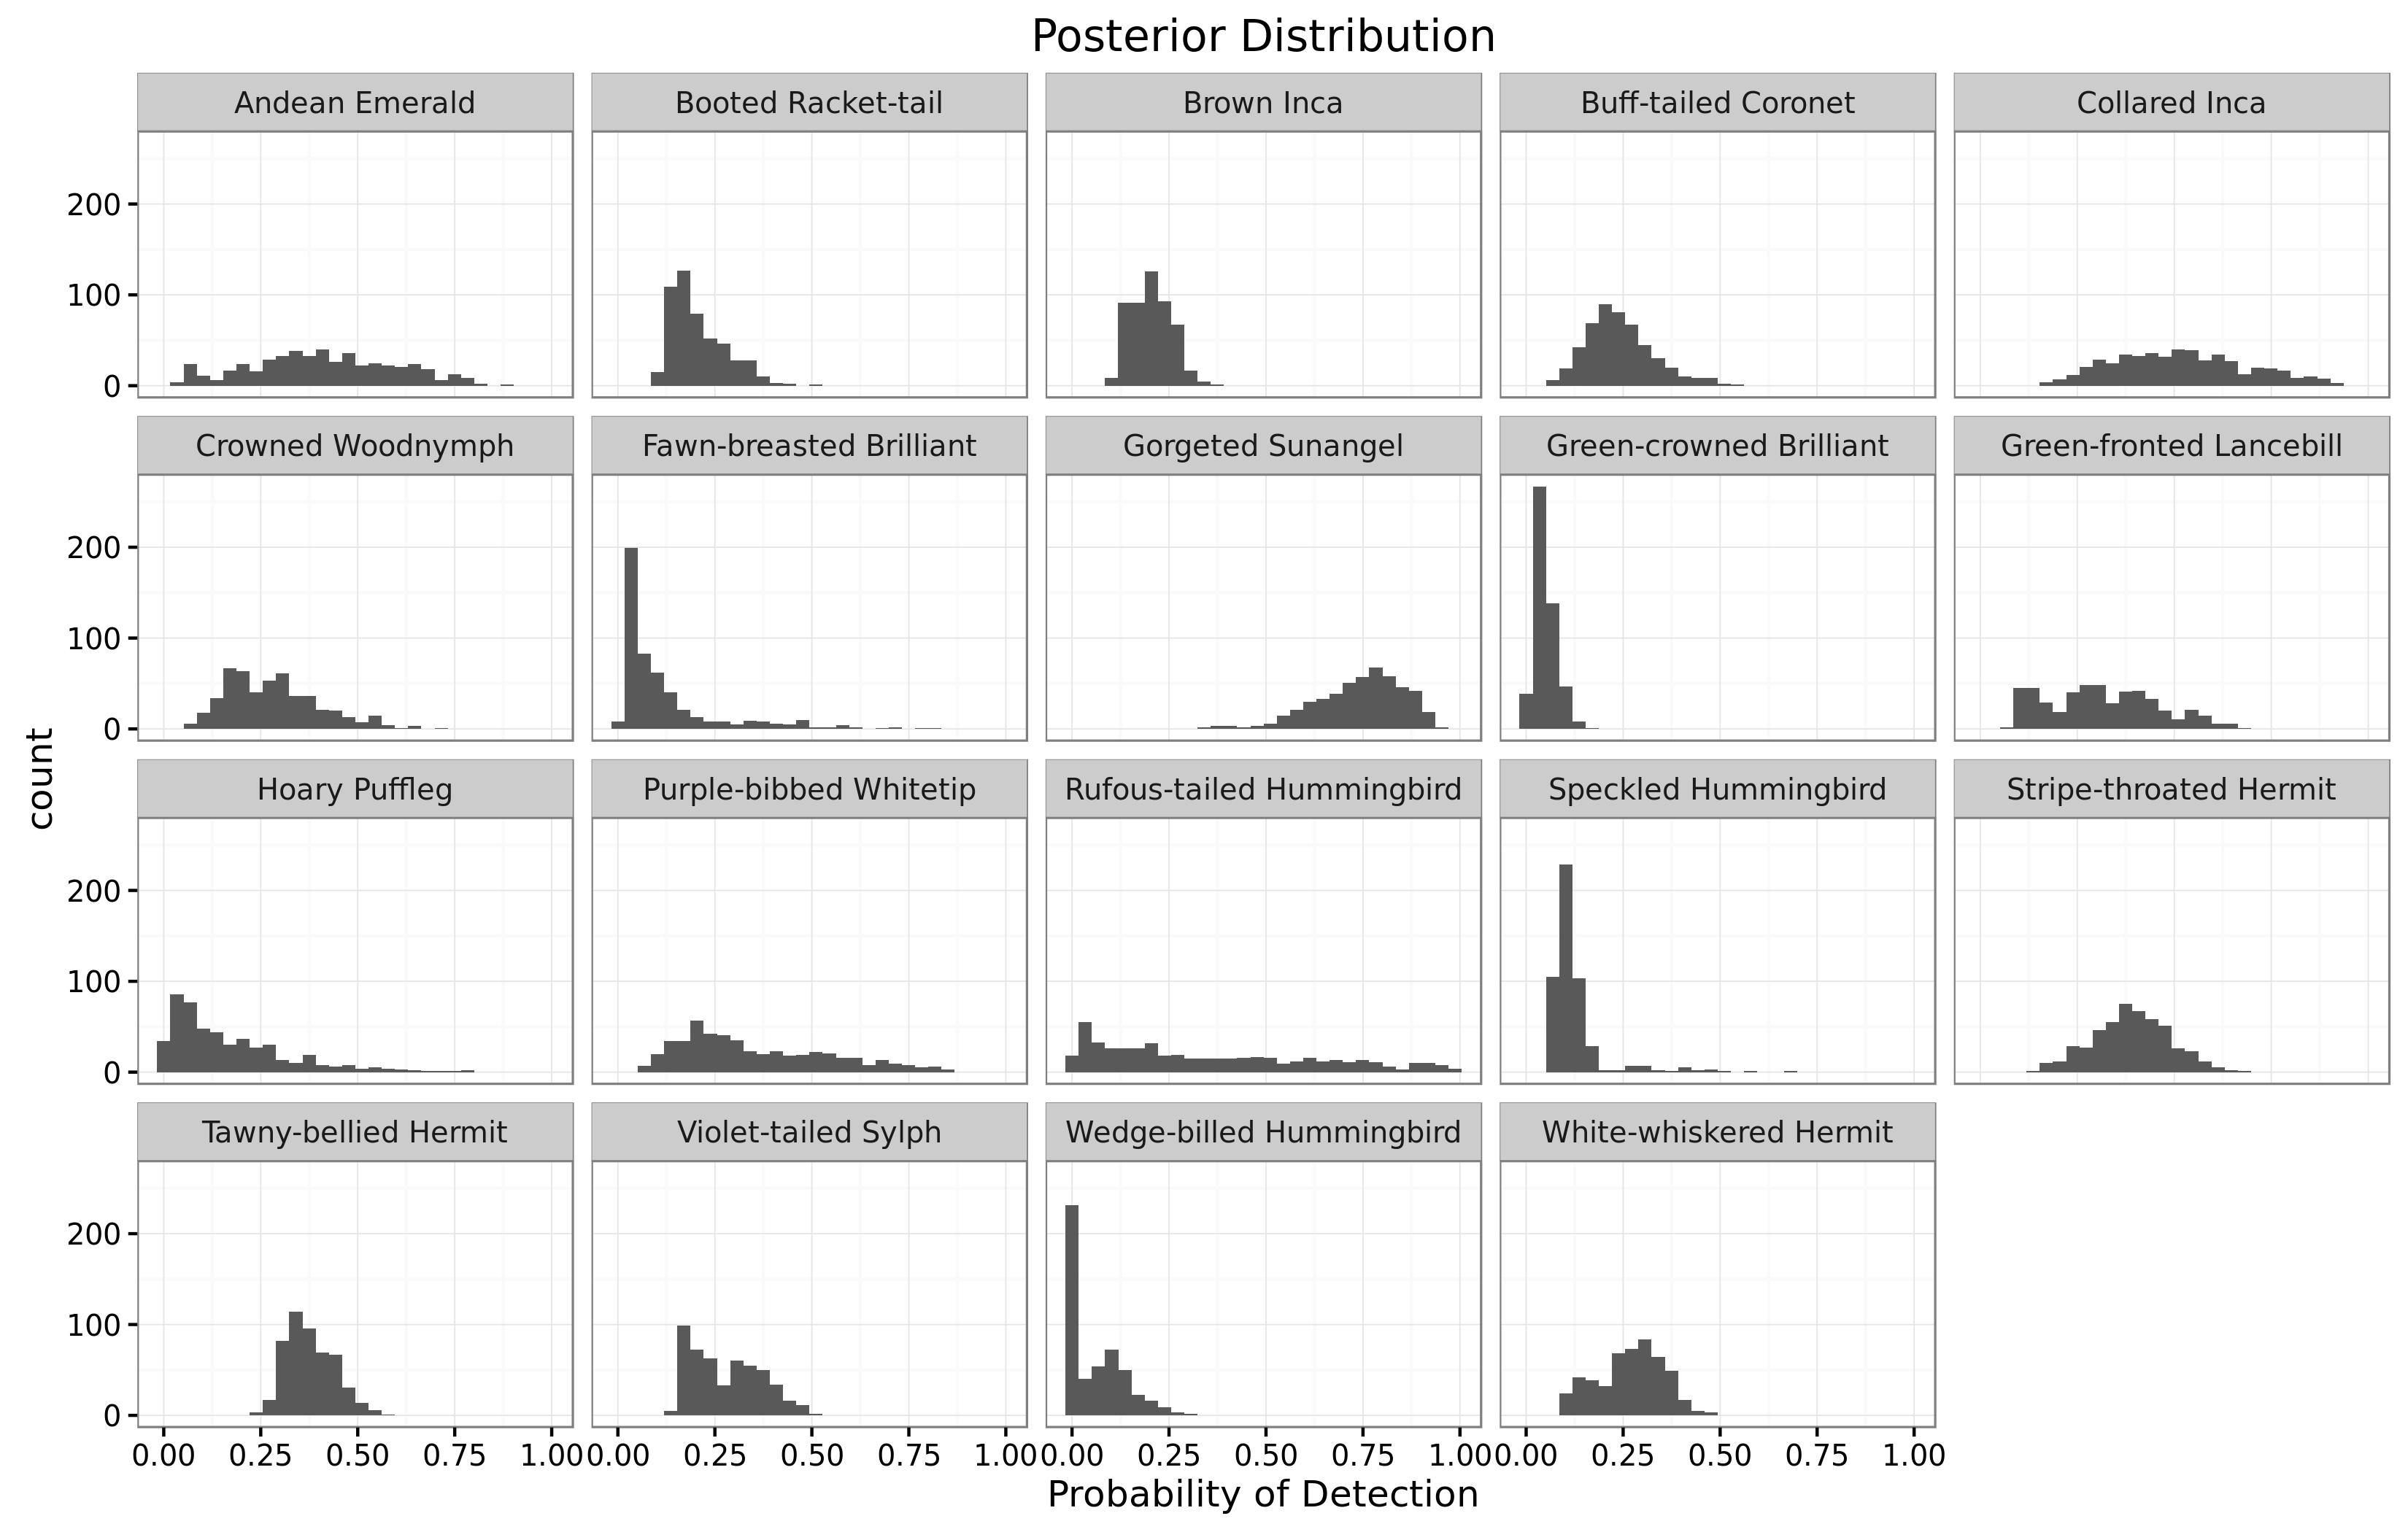 Posterior Distribution
Andean Emerald
Booted Racket-tail
Brown Inca
Buff-tailed Coronet
Collared Inca
200
100
0
Crowned Woodnymph
Fawn-breasted Brilliant
Gorgeted Sunangel
Green-crowned Brilliant
Green-fronted Lancebill
200
100
0
count
Hoary Puffleg
Purple-bibbed Whitetip
Rufous-tailed Hummingbird
Speckled Hummingbird
Stripe-throated Hermit
200
100
0
Tawny-bellied Hermit
Violet-tailed Sylph
Wedge-billed Hummingbird
White-whiskered Hermit
200
100
0
0.00 0.25 0.50 0.75 1.00
0.00 0.25 0.50 0.75 1.00
0.00 0.25 0.50 0.75 1.00
0.00 0.25 0.50 0.75 1.00
Probability of Detection